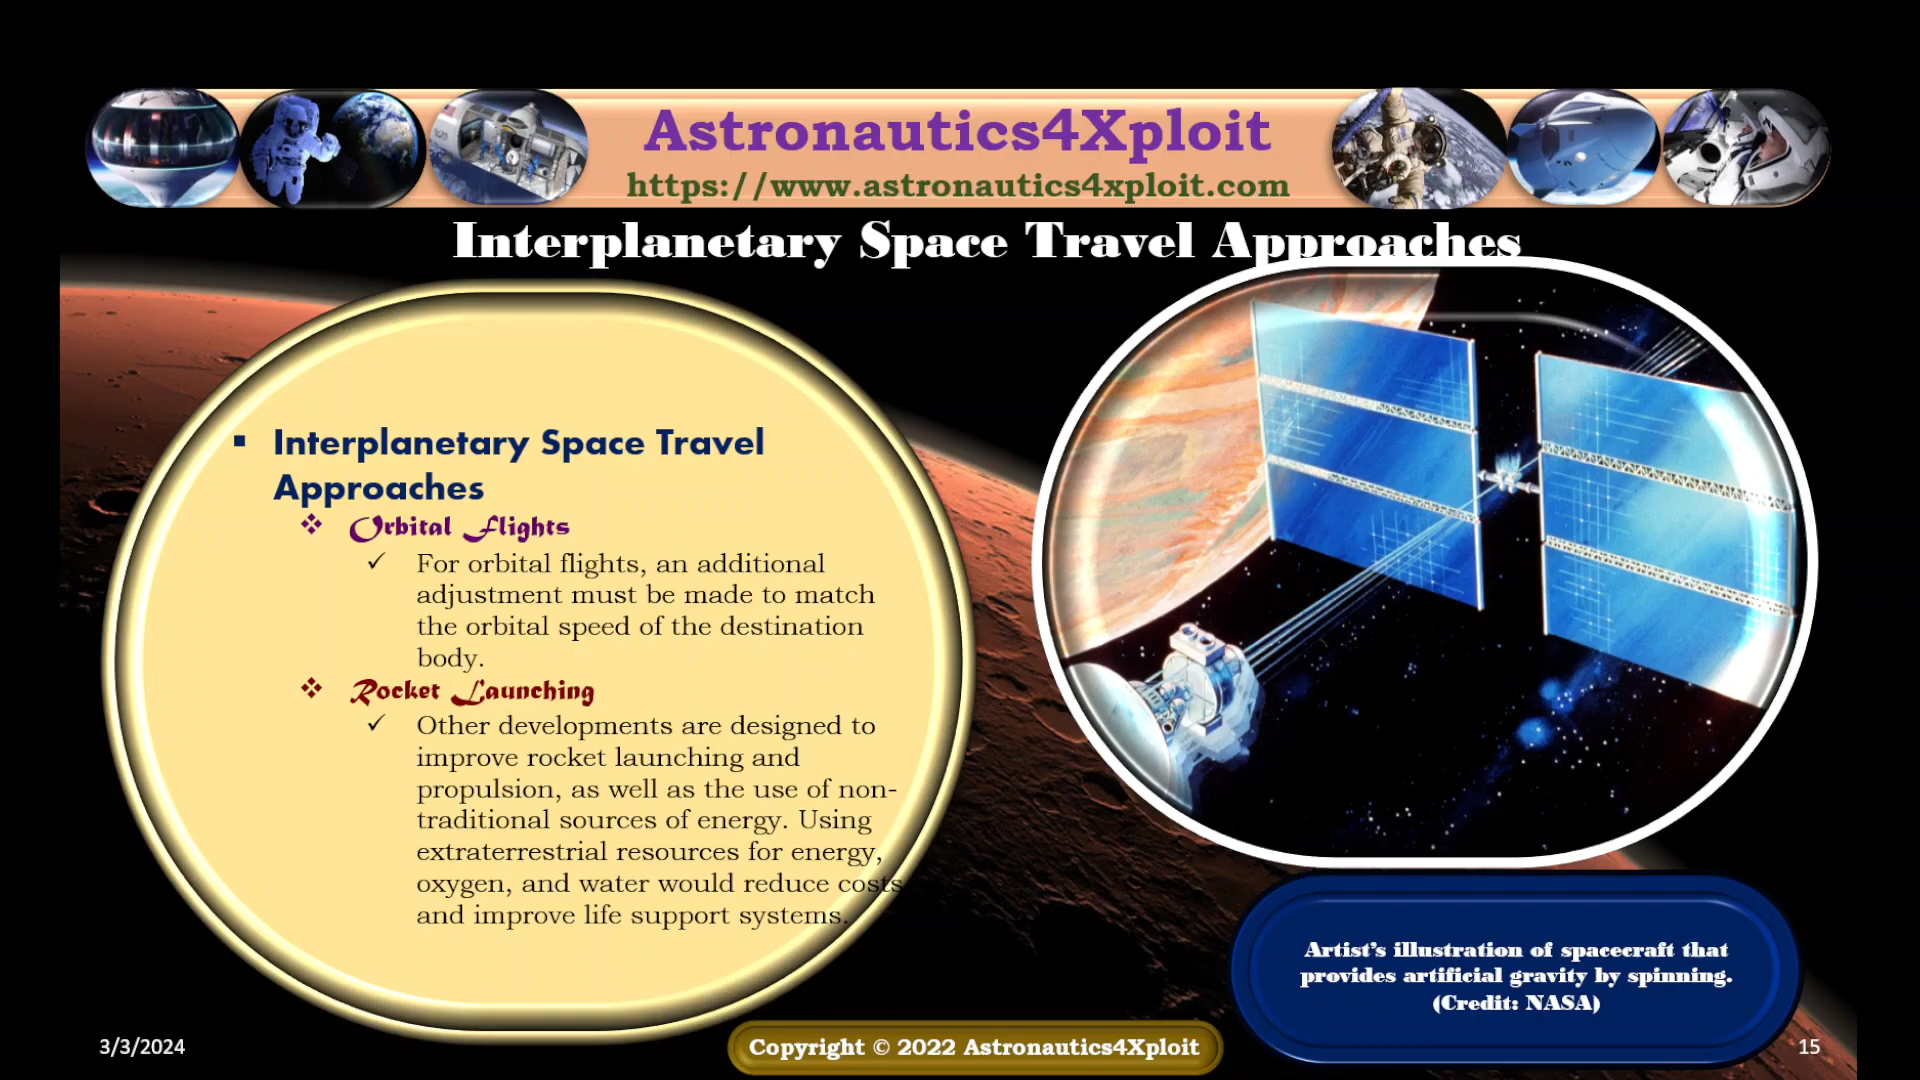 Astronautics4Xploit
https://www.astronautics4xploit.com
Interplanetary Space Travel Approaches
▪ Interplanetary Space Travel
Approaches
❖ Orbital Flights
✓ For orbital flights, an additional
adjustment must be made to match
the orbital speed of the destination
body.
❖ Rocket Launching
✓ Other developments are designed to
improve rocket launching and
propulsion, as well as the use of non-
traditional sources of energy. Using
extraterrestrial resources for energy,
oxygen, and water would reduce costs
and improve life support systems.
Artist's illustration of spacecraft that
provides artificial gravity by spinning.
(Credit: NASA)
3/3/2024
Copyright © 2022 Astronautics4Xploit
15